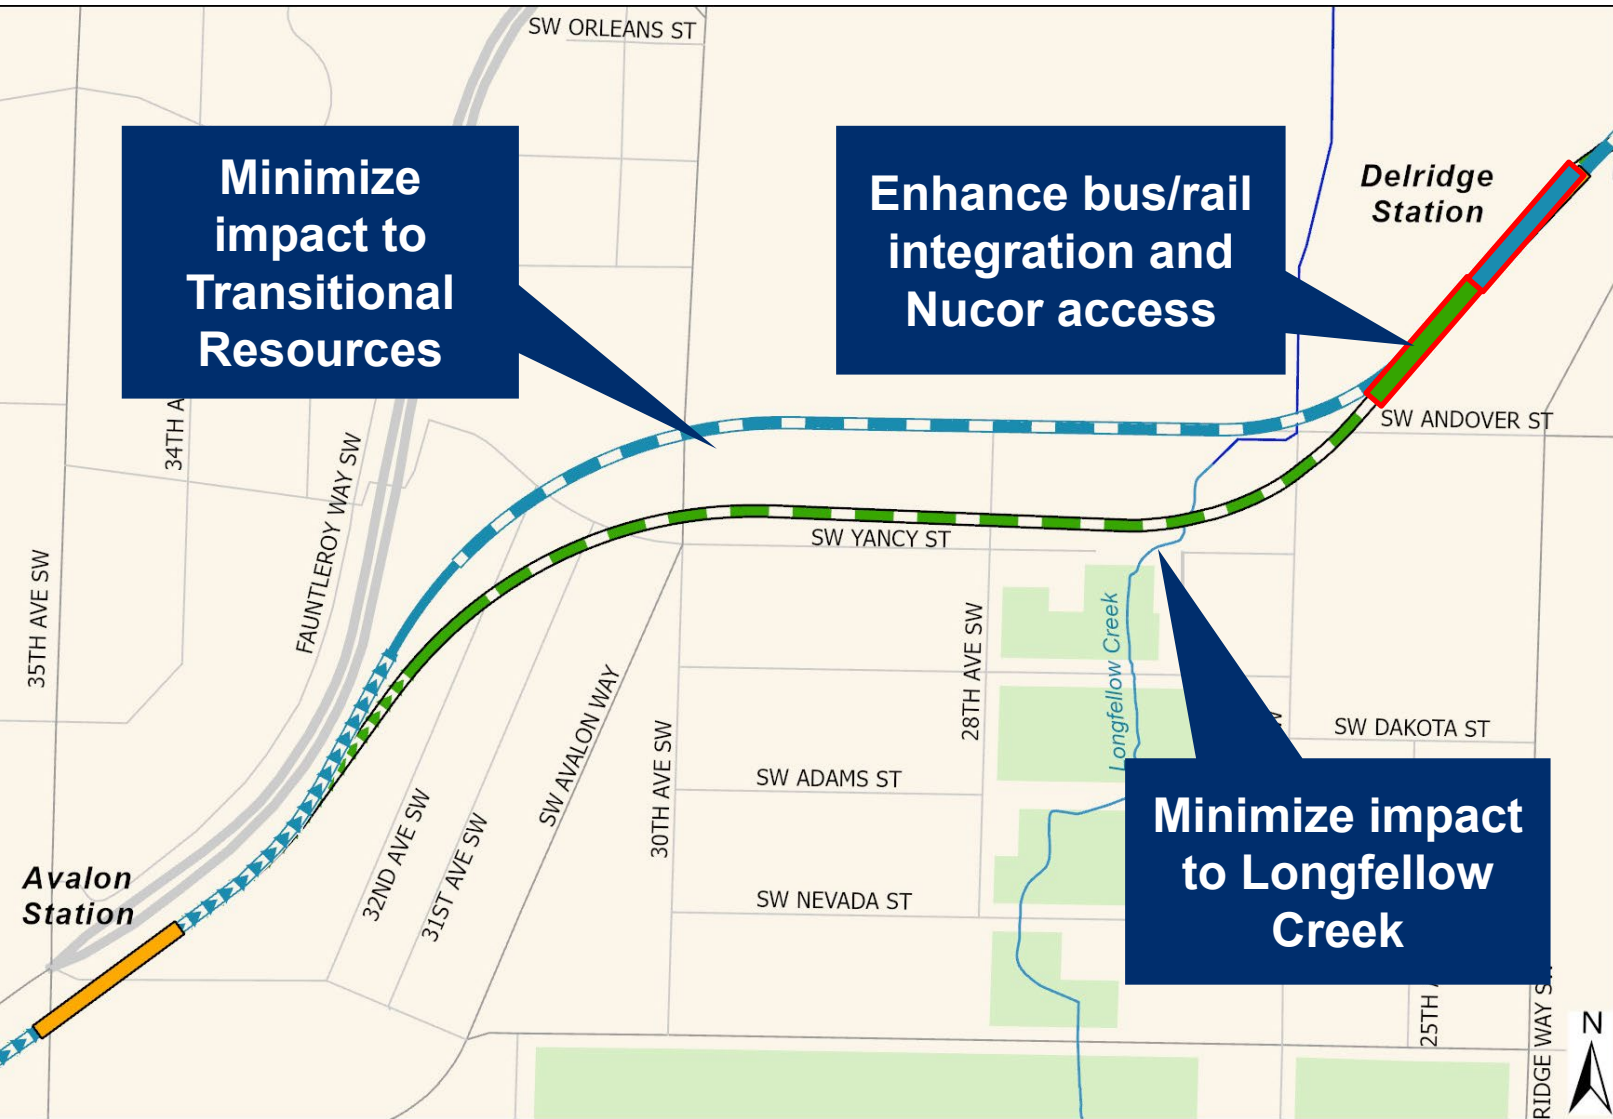 SW ORLEANS ST
Minimize
impact to
Transitional
Resources
Enhance bus/rail
integration and
Nucor access
Delridge
Station
34TH A
FAUNTLEROY WAY SW
SW ANDOVER ST
35TH AVE SW
SW YANCY ST
28TH AVE SW
Longfellow Creek
SW AVALON WAY
30TH AVE SW
SW DAKOTA ST
SW ADAMS ST
32ND AVE SW
31ST AVE SW
Minimize impact
to Longfellow
Creek
Avalon
Station
SW NEVADA ST
25TH
RIDGE WAY S
N